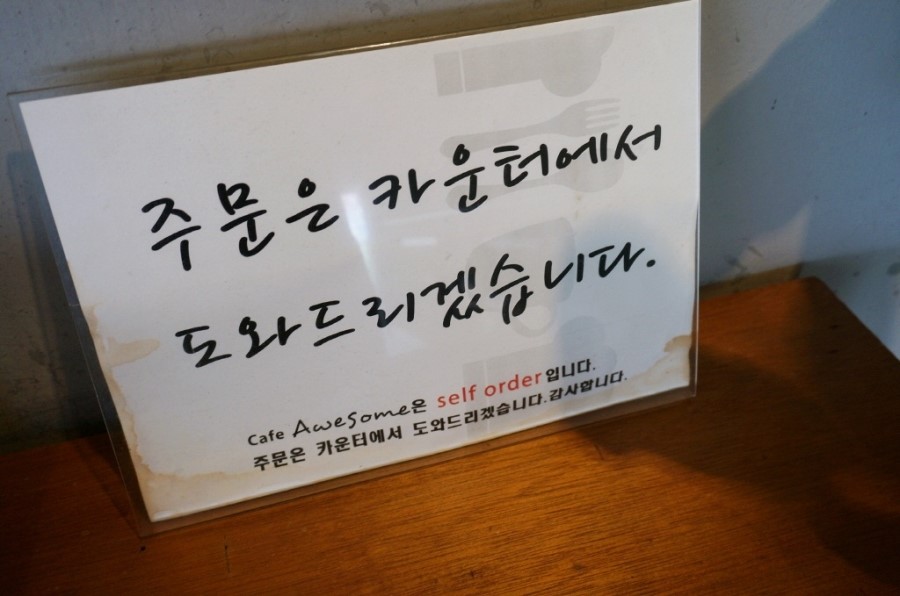 주문은 카운터에서
도와드리겠습니다.
Cafe Awesome은 self order입니다.
주문은 카운터에서 도와드리겠습니다.감사합니다.